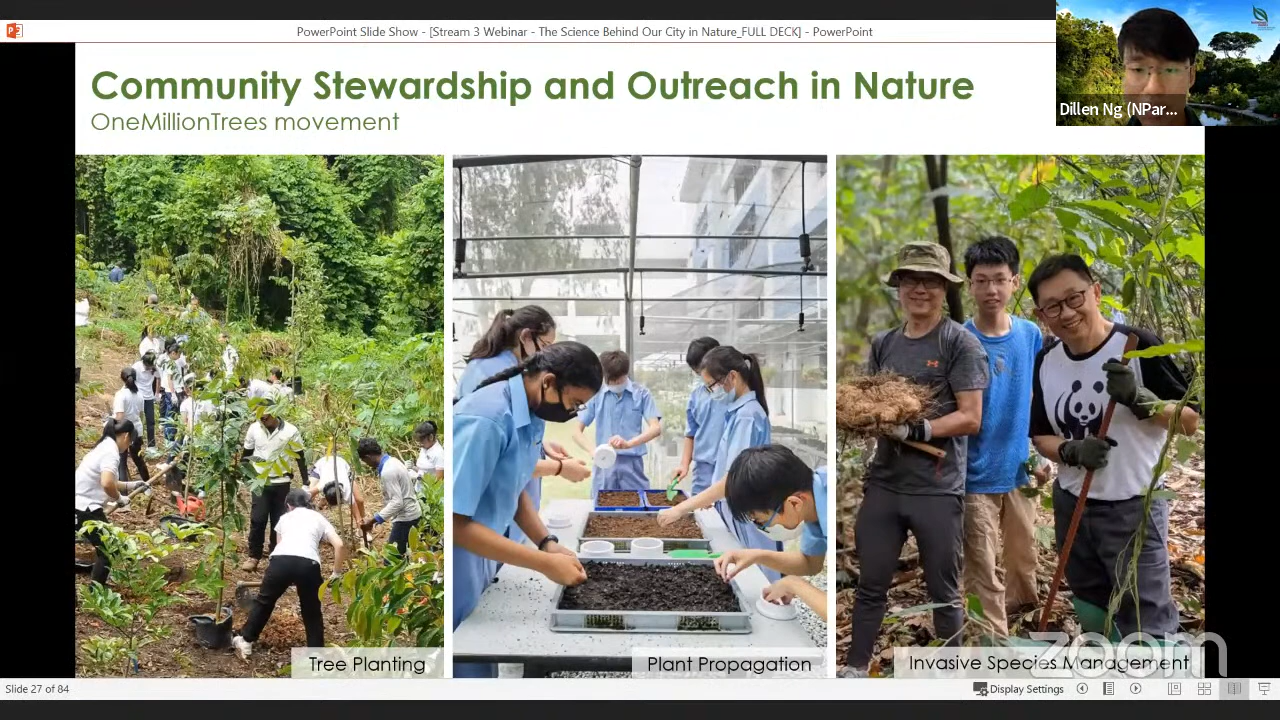 PowerPoint Slide Show - [Stream 3 Webinar - The Science Behind Our City in Nature_FULL DECK] - PowerPoint
Dillen Ng (NPar...
Community Stewardship and Outreach in Nature
OneMillionTrees movement
Tree Planting
Plant Propagation
Invasive Species Management
zoom
Slide 27 of 84
Display Settings